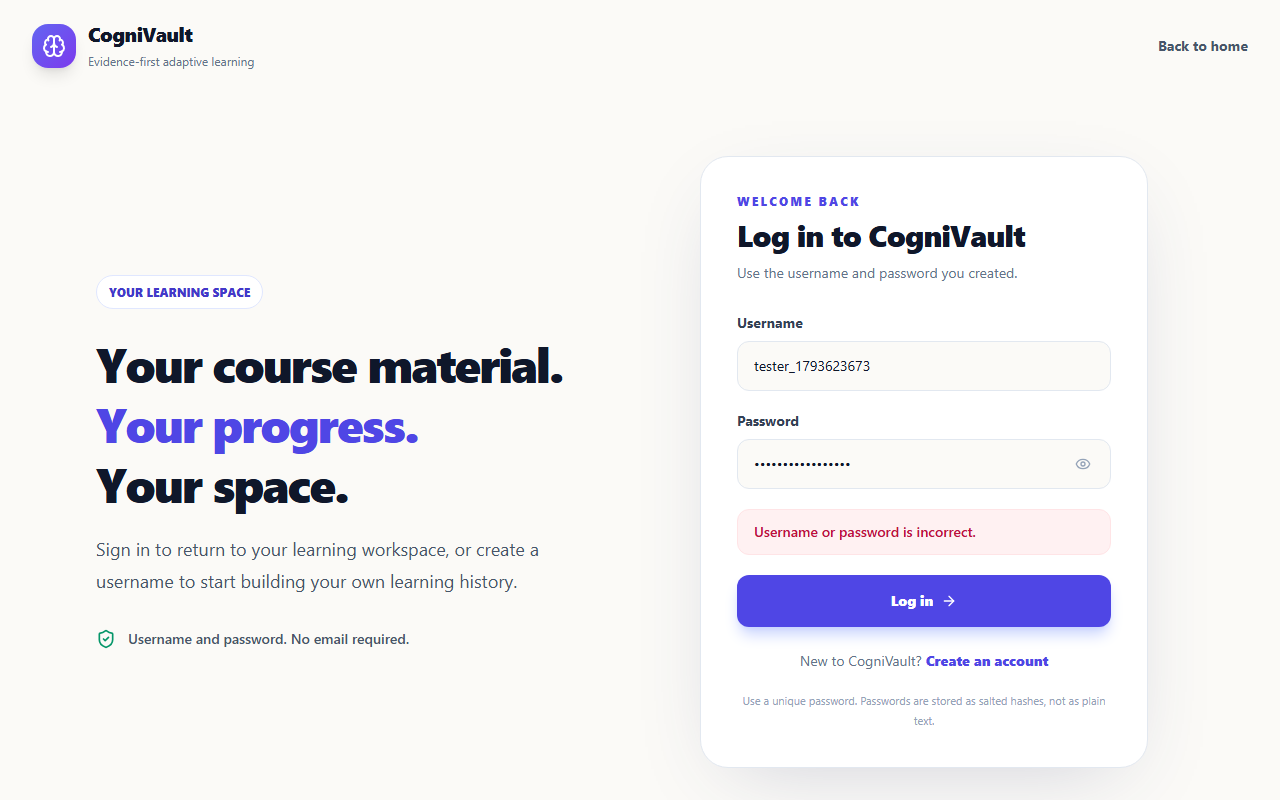 CogniVault
Evidence-first adaptive learning
Back to home
YOUR LEARNING SPACE
Your course material.
Your progress.
Your space.
Sign in to return to your learning workspace, or create a
username to start building your own learning history.
Username and password. No email required.
WELCOME BACK
Log in to CogniVault
Use the username and password you created.
Username
tester_1793623673
Password
•••••••••••••••••
Username or password is incorrect.
Log in →
New to CogniVault? Create an account
Use a unique password. Passwords are stored as salted hashes, not as plain
text.